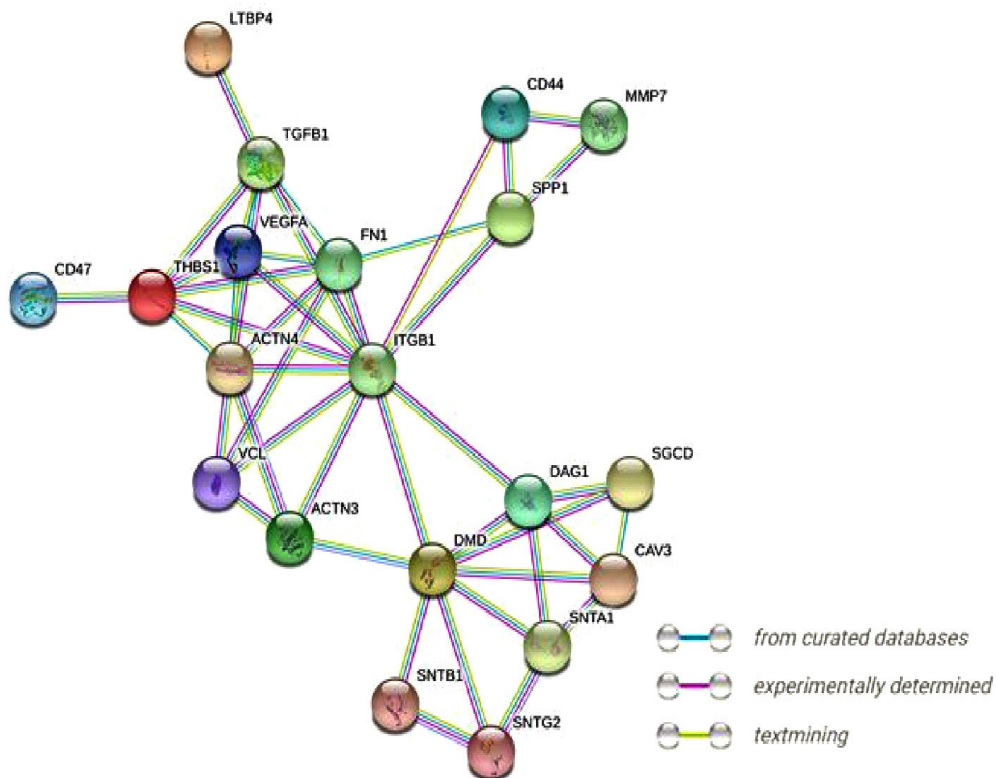 LTBP4
CD44
MMP7
TGFB1
SPP1
VEGFA
FN1
CD47
THBS1
ACTN4
ITGB1
VCL
DAG1
SGCD
ACTN3
DMD
CAV3
SNTA1
from curated databases
SNTB1
experimentally determined
SNTG2
textmining